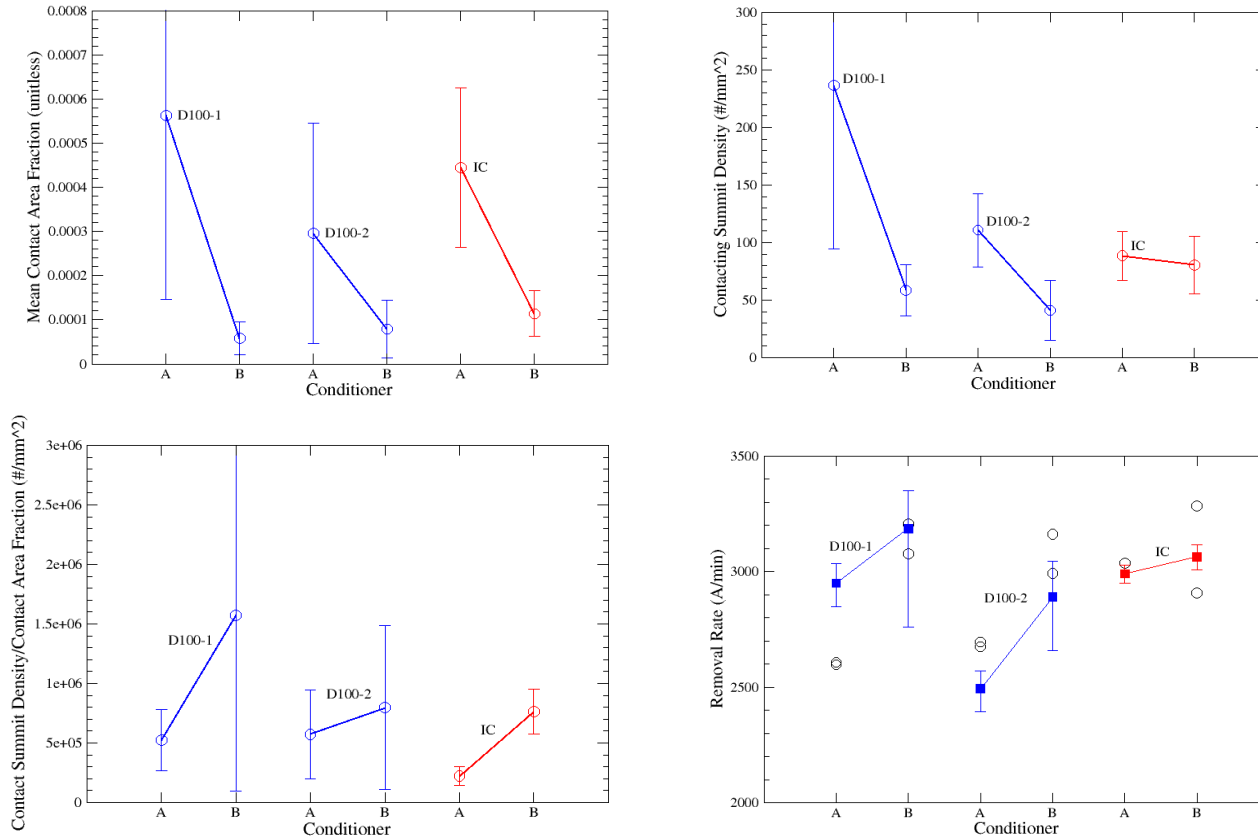 Mean Contact Area Fraction (unitless)
0.0008
0.0007
0.0006
0.0005
0.0004
0.0003
0.0002
0.0001
0
D100-1
D100-2
IC
A B A B A B
Conditioner
Contacting Summit Density (#/mm^2)
300
250
200
150
100
50
0
D100-1
D100-2
IC
A B A B A B
Conditioner
Contact Summit Density/Contact Area Fraction (#/mm^2)
3e+06
2.5e+06
2e+06
1.5e+06
1e+06
5e+05
0
D100-1
D100-2
IC
A B A B A B
Conditioner
Removal Rate (A/min)
3500
3000
2500
2000
D100-1
D100-2
IC
A B A B A B
Conditioner